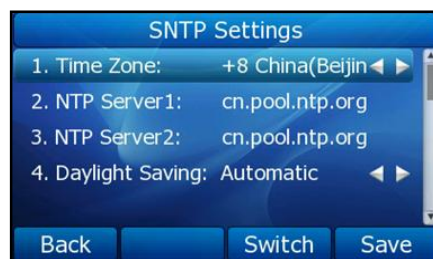 SNTP Settings
1. Time Zone: +8 China(Beijin
2. NTP Server1: cn.pool.ntp.org
3. NTP Server2: cn.pool.ntp.org
4. Daylight Saving: Automatic
Back Switch Save